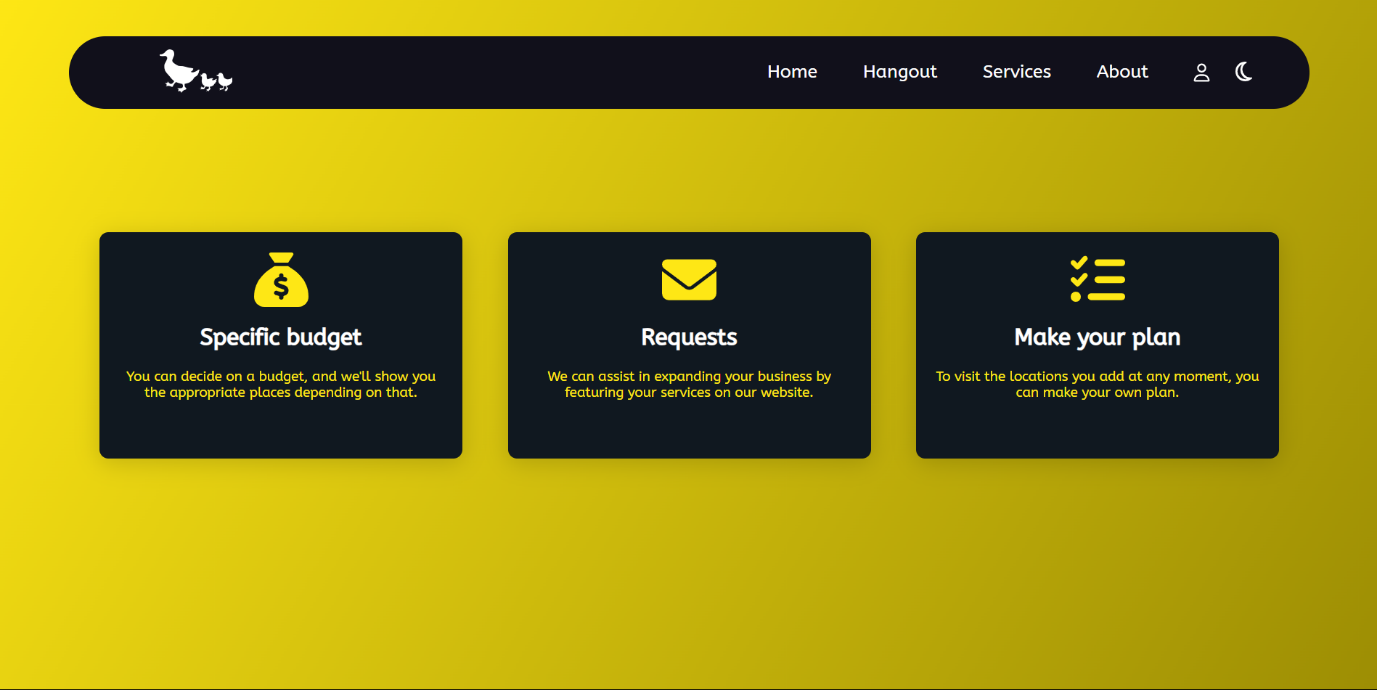 Home Hangout Services About
$
Specific budget
You can decide on a budget, and we'll show you
the appropriate places depending on that.
Requests
We can assist in expanding your business by
featuring your services on our website.
Make your plan
To visit the locations you add at any moment, you
can make your own plan.